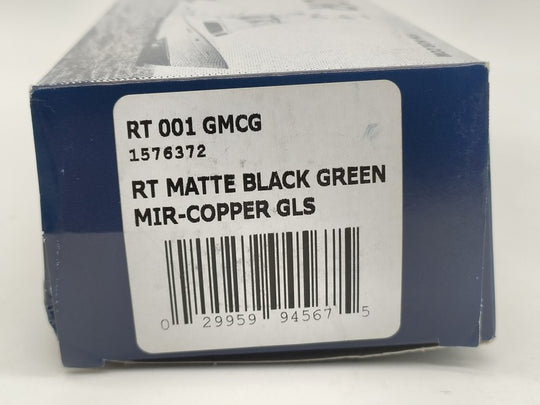 RT 001 GMCG
1576372
RT MATTE BLACK GREEN
MIR-COPPER GLS
0 29959 94567 5